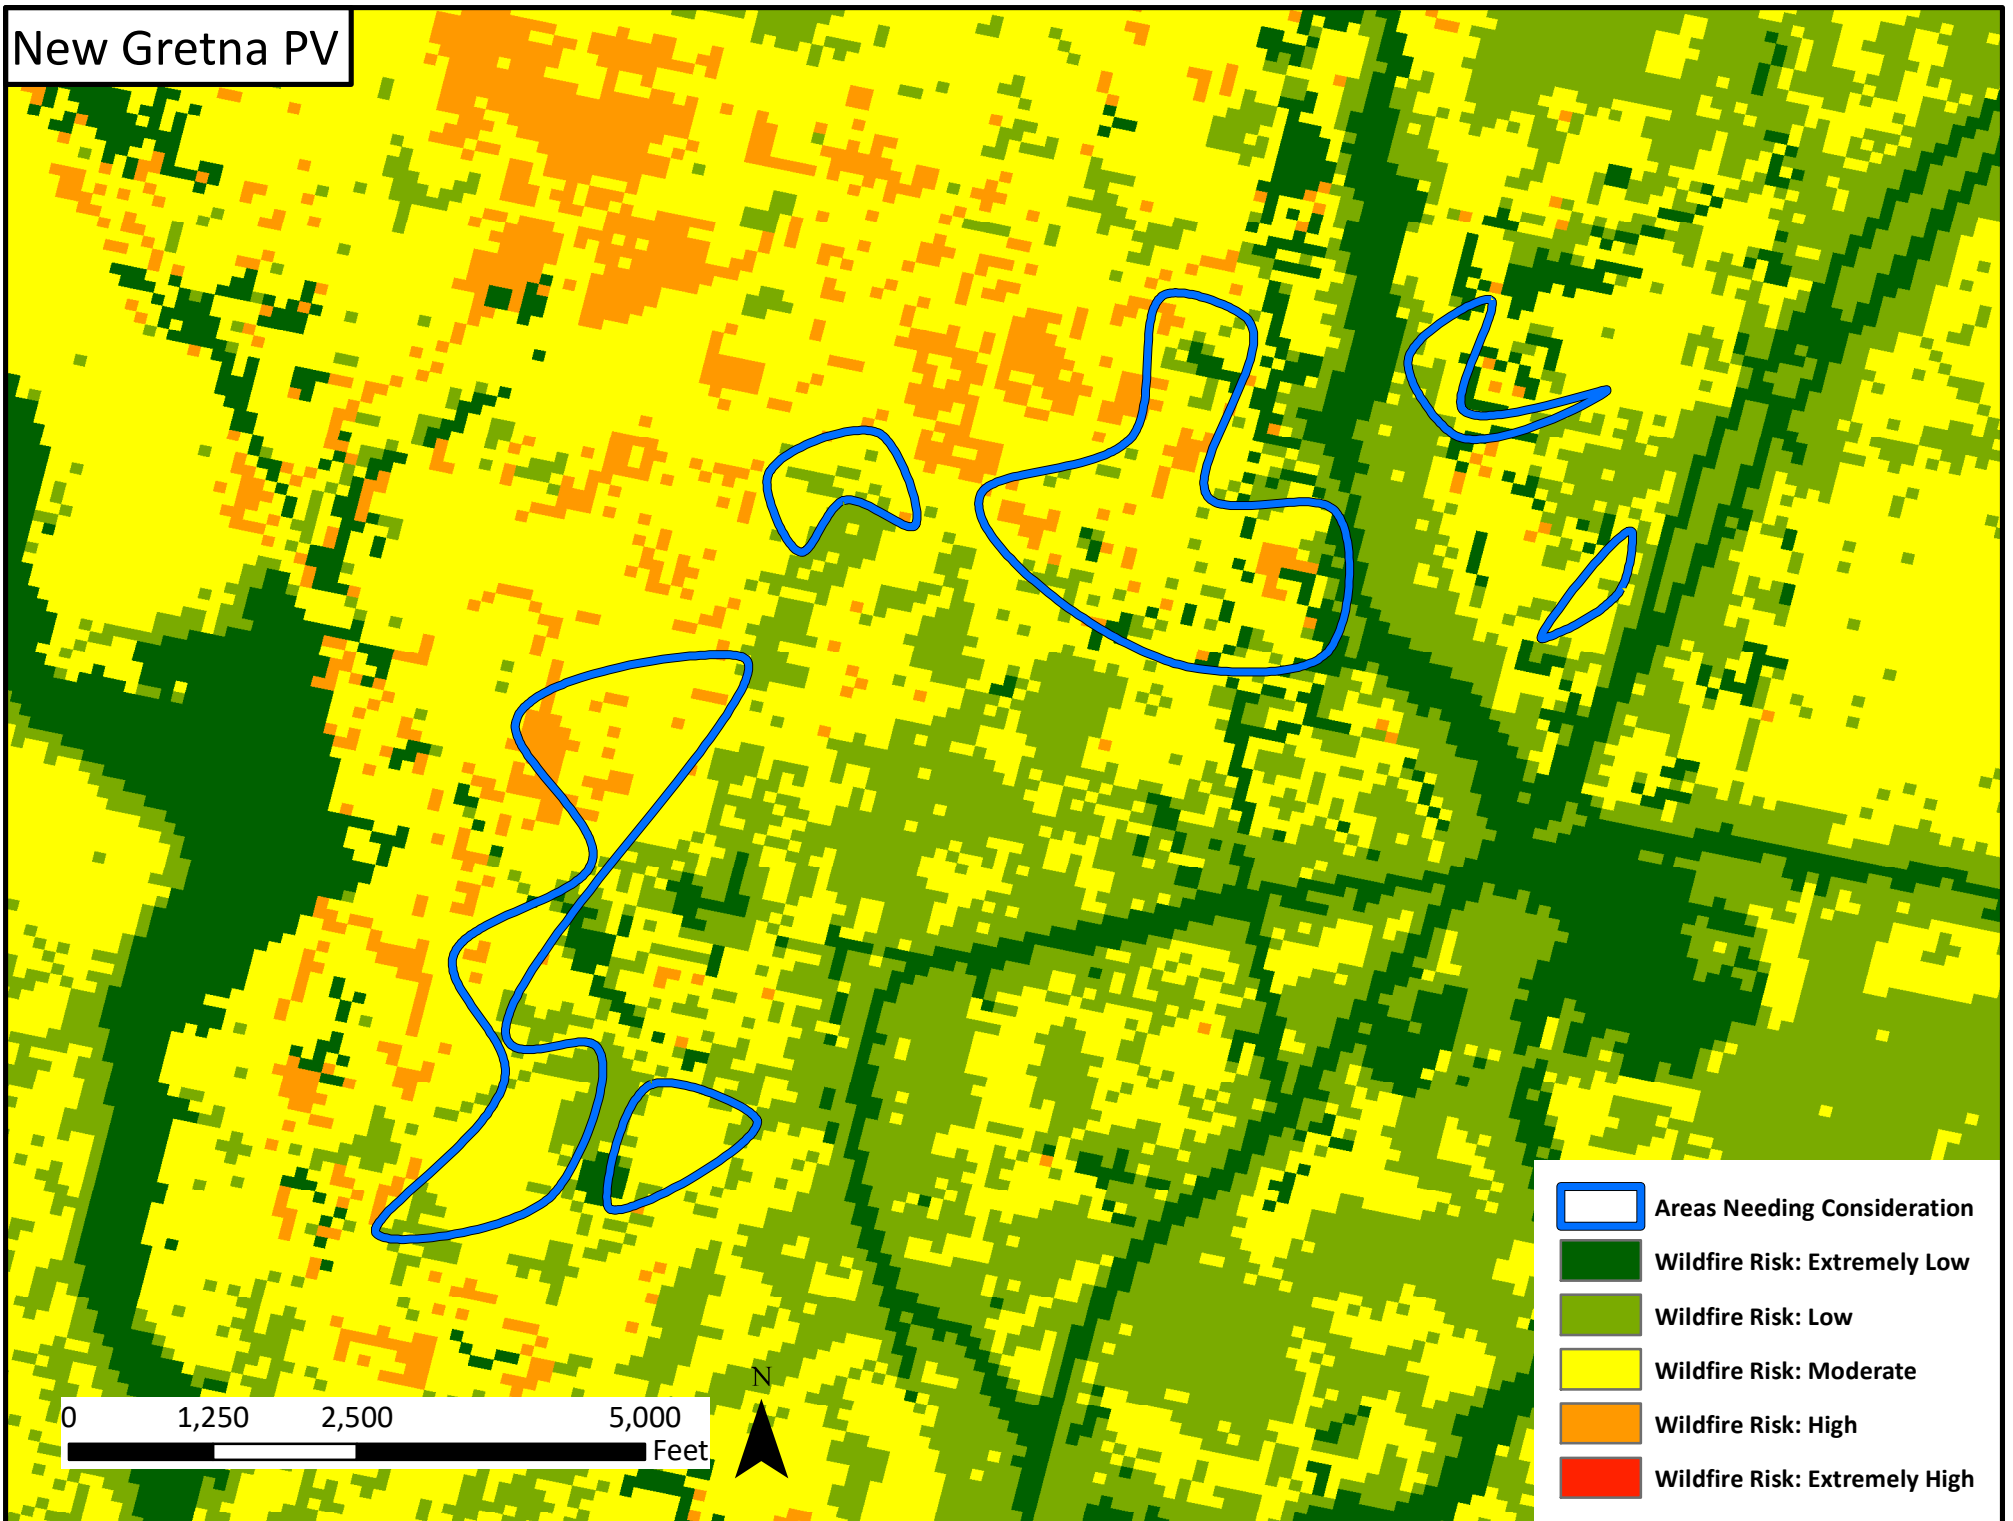 New Gretna PV
Areas Needing Consideration
Wildfire Risk: Extremely Low
Wildfire Risk: Low
Wildfire Risk: Moderate
Wildfire Risk: High
Wildfire Risk: Extremely High
N
0 1,250 2,500 5,000
Feet